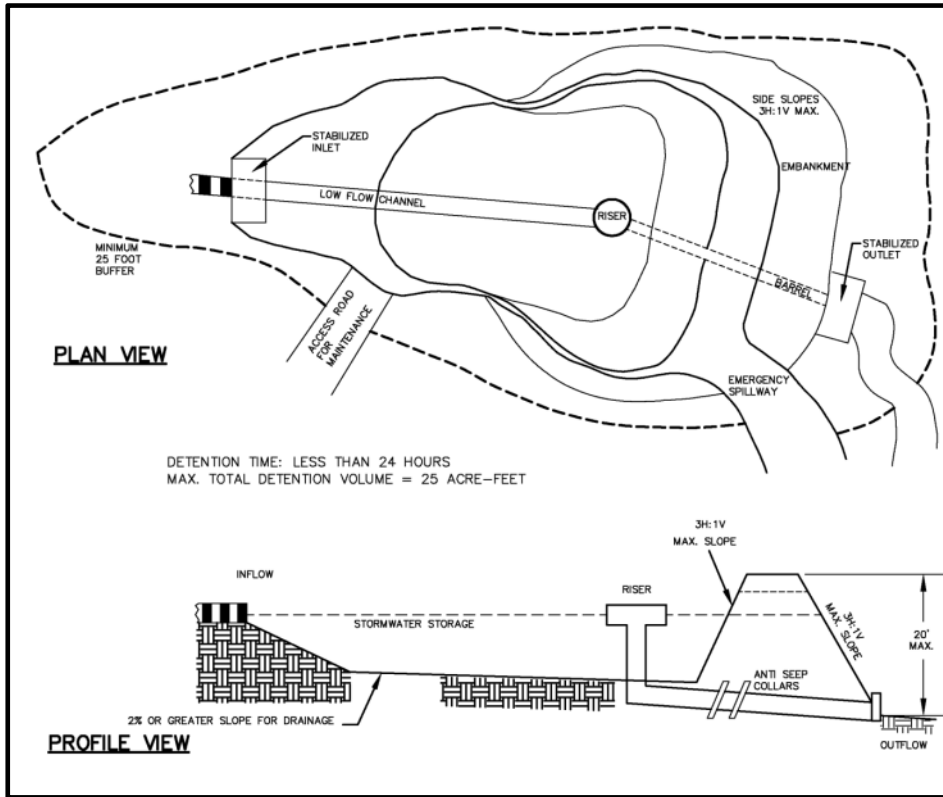 SIDE SLOPES
3H:1V MAX.
STABILIZED
INLET
EMBANKMENT
LOW FLOW CHANNEL
RISER
STABILIZED
OUTLET
MINIMUM
25 FOOT
BUFFER
BARREL
ACCESS ROAD
FOR
MAINTENANCE
PLAN VIEW
EMERGENCY
SPILLWAY
DETENTION TIME: LESS THAN 24 HOURS
MAX. TOTAL DETENTION VOLUME = 25 ACRE-FEET
3H:1V
MAX. SLOPE
INFLOW
RISER
STORMWATER STORAGE
3H:1V
MAX. SLOPE
20'
MAX.
ANTI SEEP
COLLARS
2% OR GREATER SLOPE FOR DRAINAGE
PROFILE VIEW
OUTFLOW